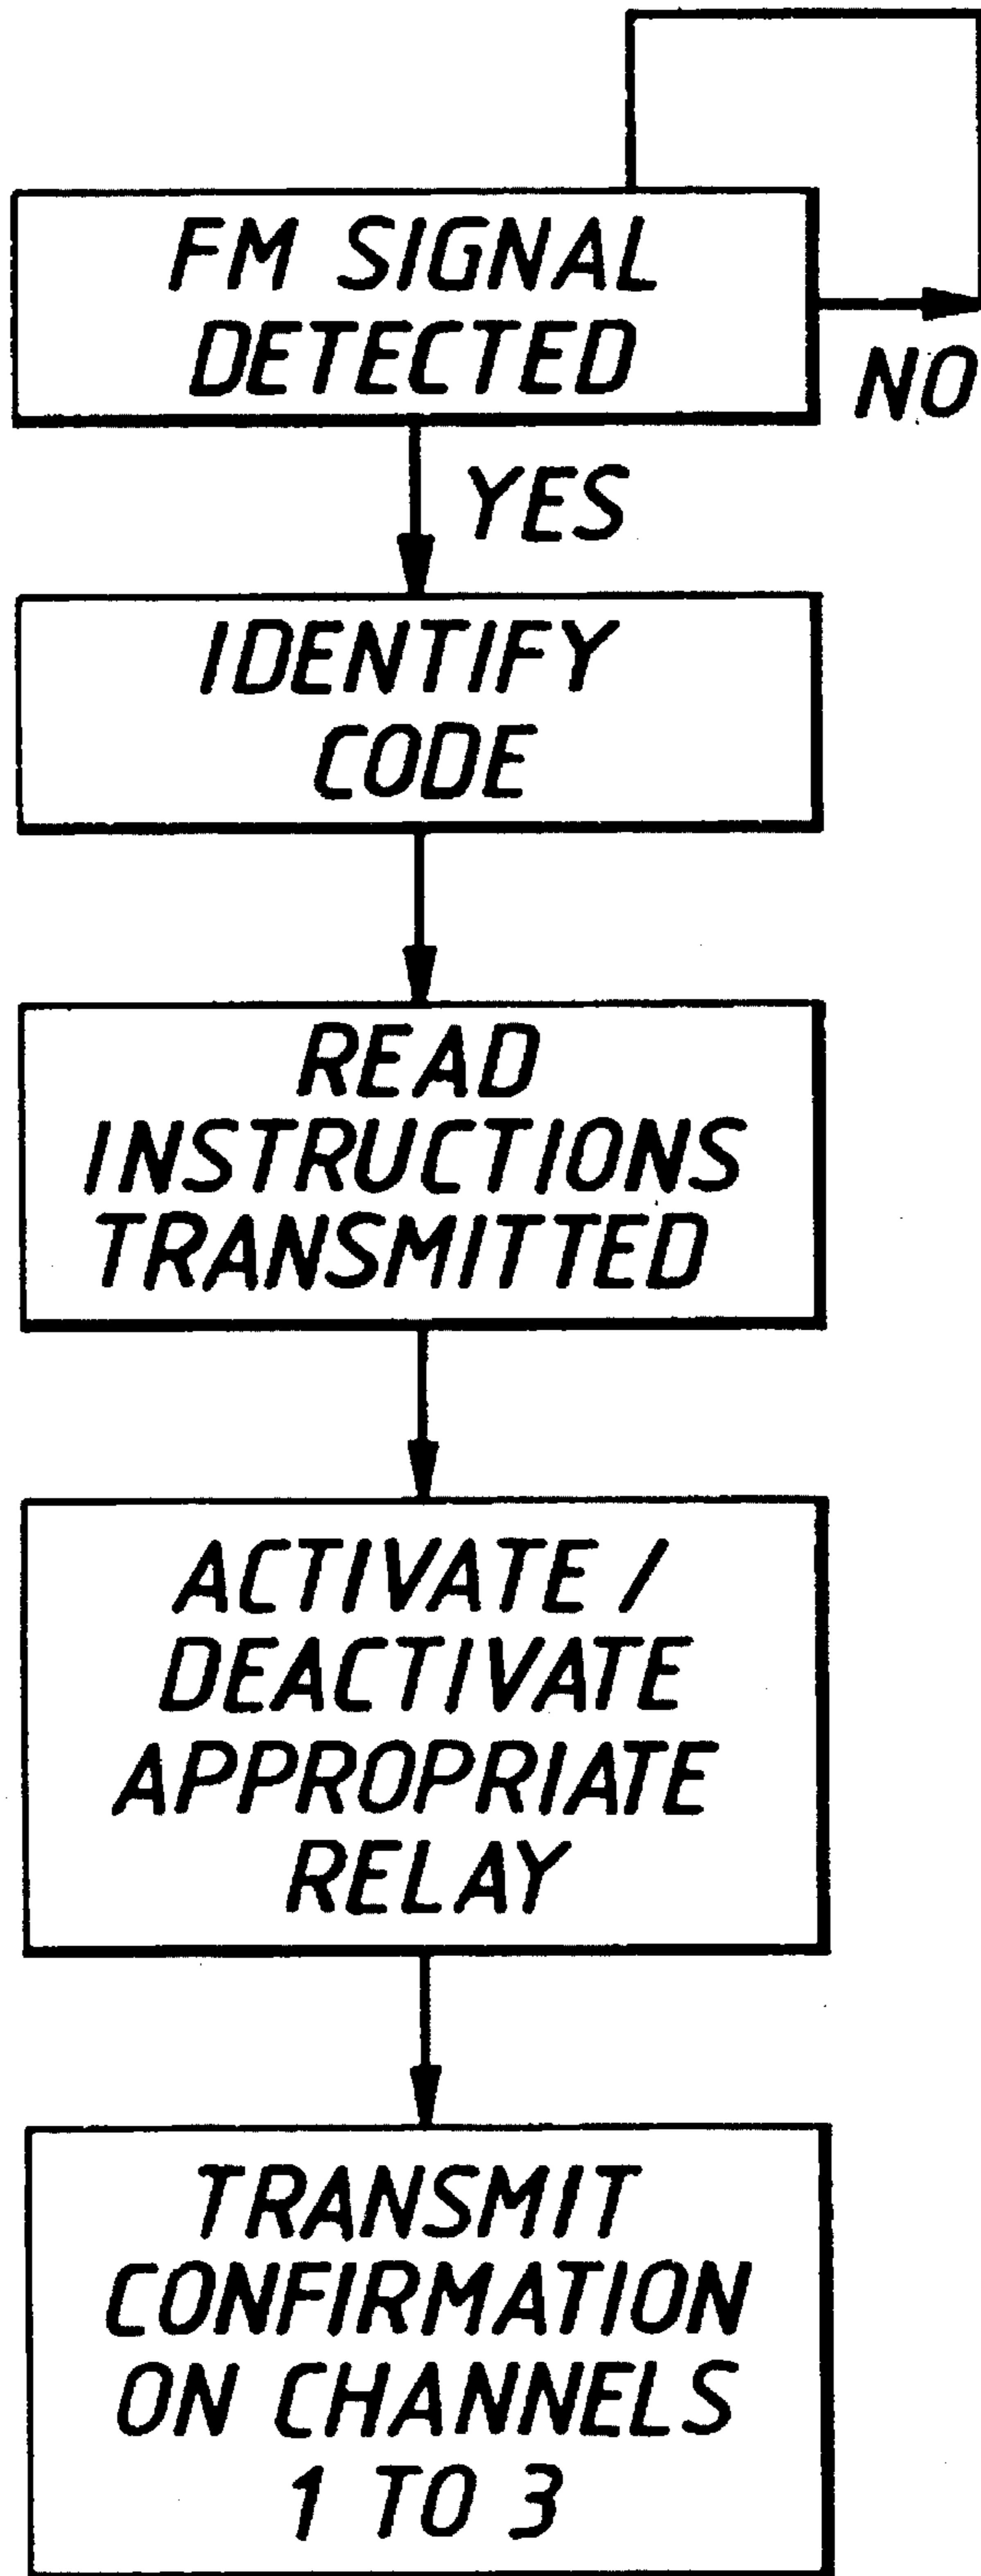 FM SIGNAL
DETECTED
NO
YES
IDENTIFY
CODE
READ
INSTRUCTIONS
TRANSMITTED
ACTIVATE /
DEACTIVATE
APPROPRIATE
RELAY
TRANSMIT
CONFIRMATION
ON CHANNELS
1 TO 3